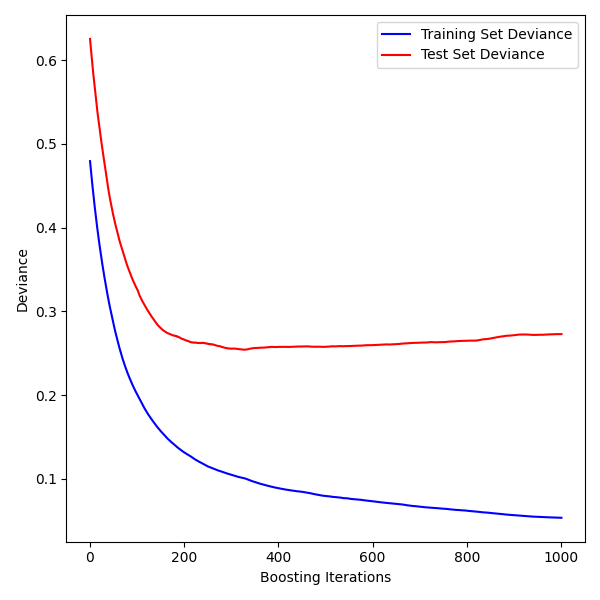 Training Set Deviance
Test Set Deviance
0.6
0.5
0.4
0.3
0.2
0.1
Deviance
0 200 400 600 800 1000
Boosting Iterations